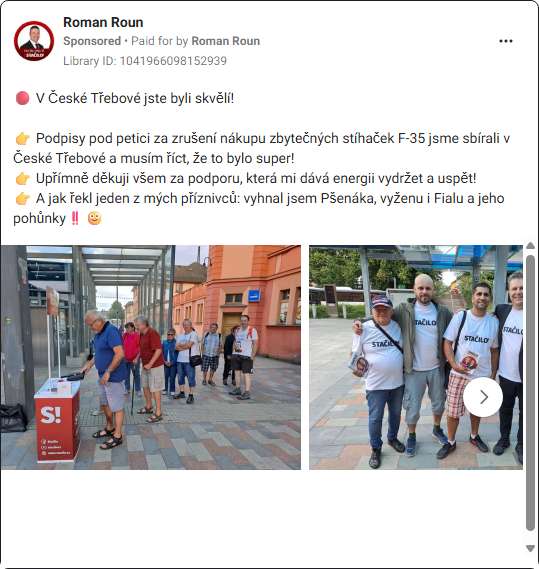 Roman Roun
Sponsored • Paid for by Roman Roun
Library ID: 1041966098152939
V České Třebové jste byli skvělí!
👉 Podpisy pod petici za zrušení nákupu zbytečných stíhaček F-35 jsme sbírali v
České Třebové a musím říct, že to bylo super!
👉 Upřímně děkuji všem za podporu, která mi dává energii vydržet a uspět!
👉 A jak řekl jeden z mých příznivců: vyhnal jsem Pšenáka, vyženu i Fialu a jeho
pohůnky‼️ 🙂
S!
STAČILO!
STAČILO!
STAČILO!
STAČILO!